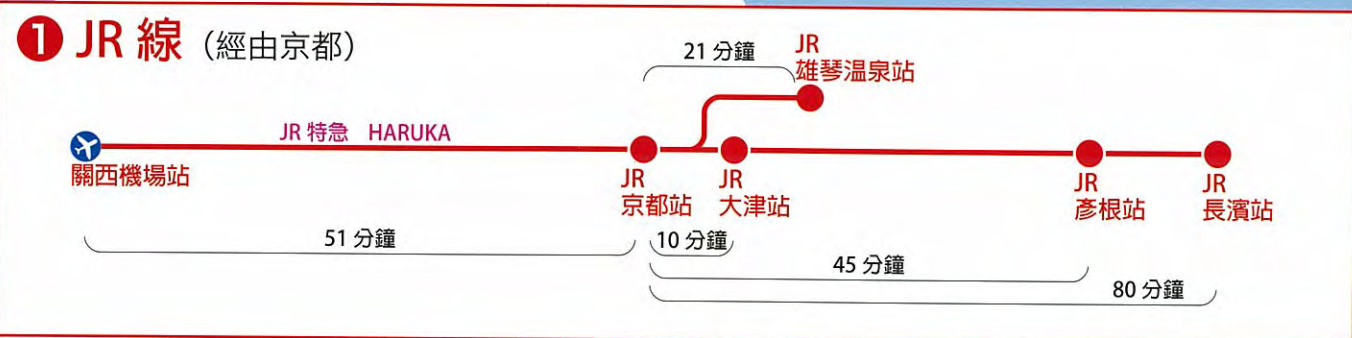 ❶ JR 線（經由京都）
21 分鐘
JR
雄琴温泉站
JR 特急 HARUKA
關西機場站
JR
京都站
JR
大津站
JR
彥根站
JR
長濱站
51 分鐘
10 分鐘
45 分鐘
80 分鐘